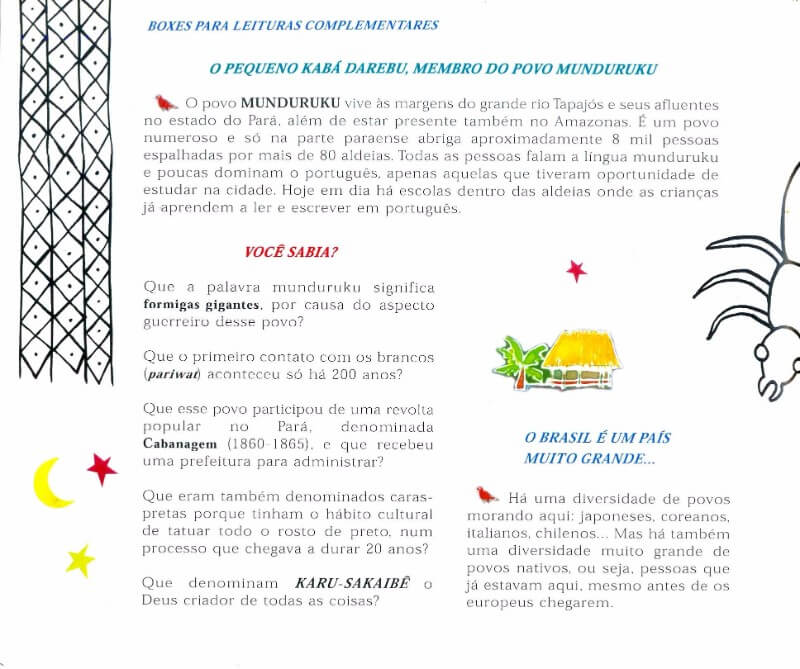 BOXES PARA LEITURAS COMPLEMENTARES
O PEQUENO KABÁ DAREBU, MEMBRO DO POVO MUNDURUKU
O povo MUNDURUKU vive às margens do grande rio Tapajós e seus afluentes
no estado do Pará, além de estar presente também no Amazonas. É um povo
numeroso e só na parte paraense abriga aproximadamente 8 mil pessoas
espalhadas por mais de 80 aldeias. Todas as pessoas falam a língua munduruku
e poucas dominam o português, apenas aquelas que tiveram oportunidade de
estudar na cidade. Hoje em dia há escolas dentro das aldeias onde as crianças
já aprendem a ler e escrever em português.
VOCÊ SABIA?
Que a palavra munduruku significa
formigas gigantes, por causa do aspecto
guerreiro desse povo?
Que o primeiro contato com os brancos
(pariwat) aconteceu só há 200 anos?
Que esse povo participou de uma revolta
popular no Pará, denominada
Cabanagem (1860-1865), e que recebeu
uma prefeitura para administrar?
Que eram também denominados caras-
pretas porque tinham o hábito cultural
de tatuar todo o rosto de preto, num
processo que chegava a durar 20 anos?
Que denominam KARU-SAKAIBÊ o
Deus criador de todas as coisas?
O BRASIL É UM PAÍS
MUITO GRANDE...
Há uma diversidade de povos
morando aqui: japoneses, coreanos,
italianos, chilenos... Mas há também
uma diversidade muito grande de
povos nativos, ou seja, pessoas que
já estavam aqui, mesmo antes de os
europeus chegarem.